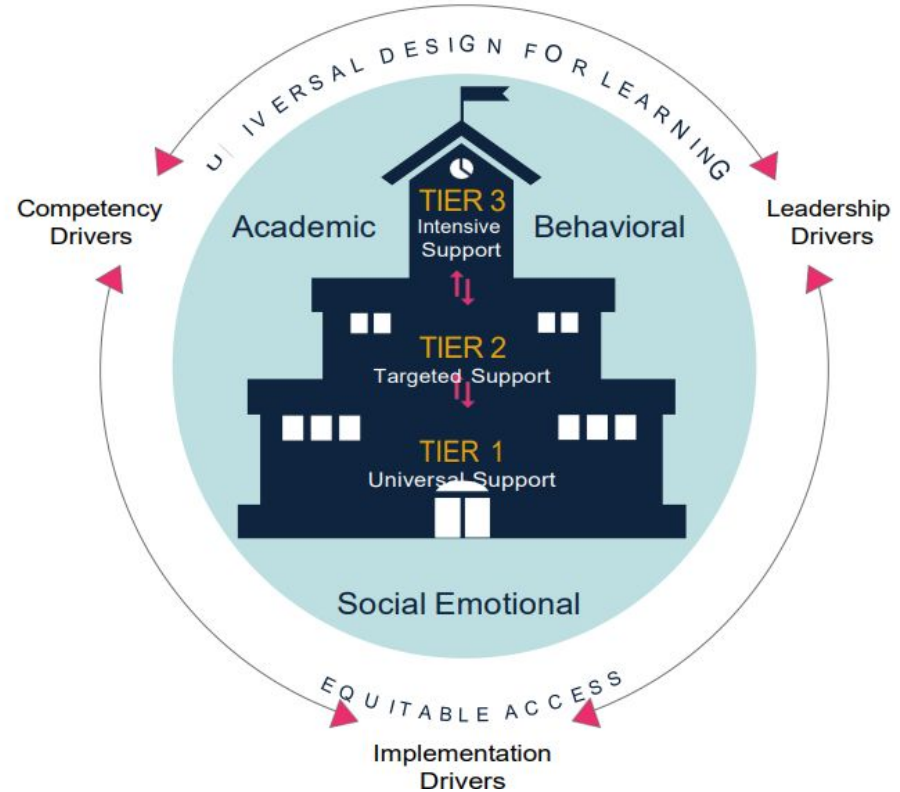 UNIVERSAL DESIGN FOR LEARNING
Competency
Drivers
Leadership
Drivers
Academic
Behavioral
TIER 3
Intensive
Support
TIER 2
Targeted Support
TIER 1
Universal Support
Social Emotional
EQUITABLE ACCESS
Implementation
Drivers